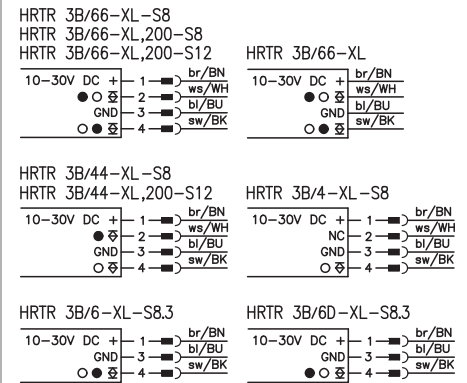 HRTR 3B/66-XL-S8
HRTR 3B/66-XL,200-S8
HRTR 3B/66-XL,200-S12
10-30V DC + 1 br/BN
2 ws/WH
GND 3 bl/BU
4 sw/BK
HRTR 3B/66-XL
10-30V DC + br/BN
ws/WH
GND bl/BU
sw/BK
HRTR 3B/44-XL-S8
HRTR 3B/44-XL,200-S12
10-30V DC + 1 br/BN
2 ws/WH
GND 3 bl/BU
4 sw/BK
HRTR 3B/4-XL-S8
10-30V DC + 1 br/BN
NC 2 ws/WH
GND 3 bl/BU
4 sw/BK
HRTR 3B/6-XL-S8.3
10-30V DC + 1 br/BN
GND 3 bl/BU
4 sw/BK
HRTR 3B/6D-XL-S8.3
10-30V DC + 1 br/BN
GND 3 bl/BU
4 sw/BK